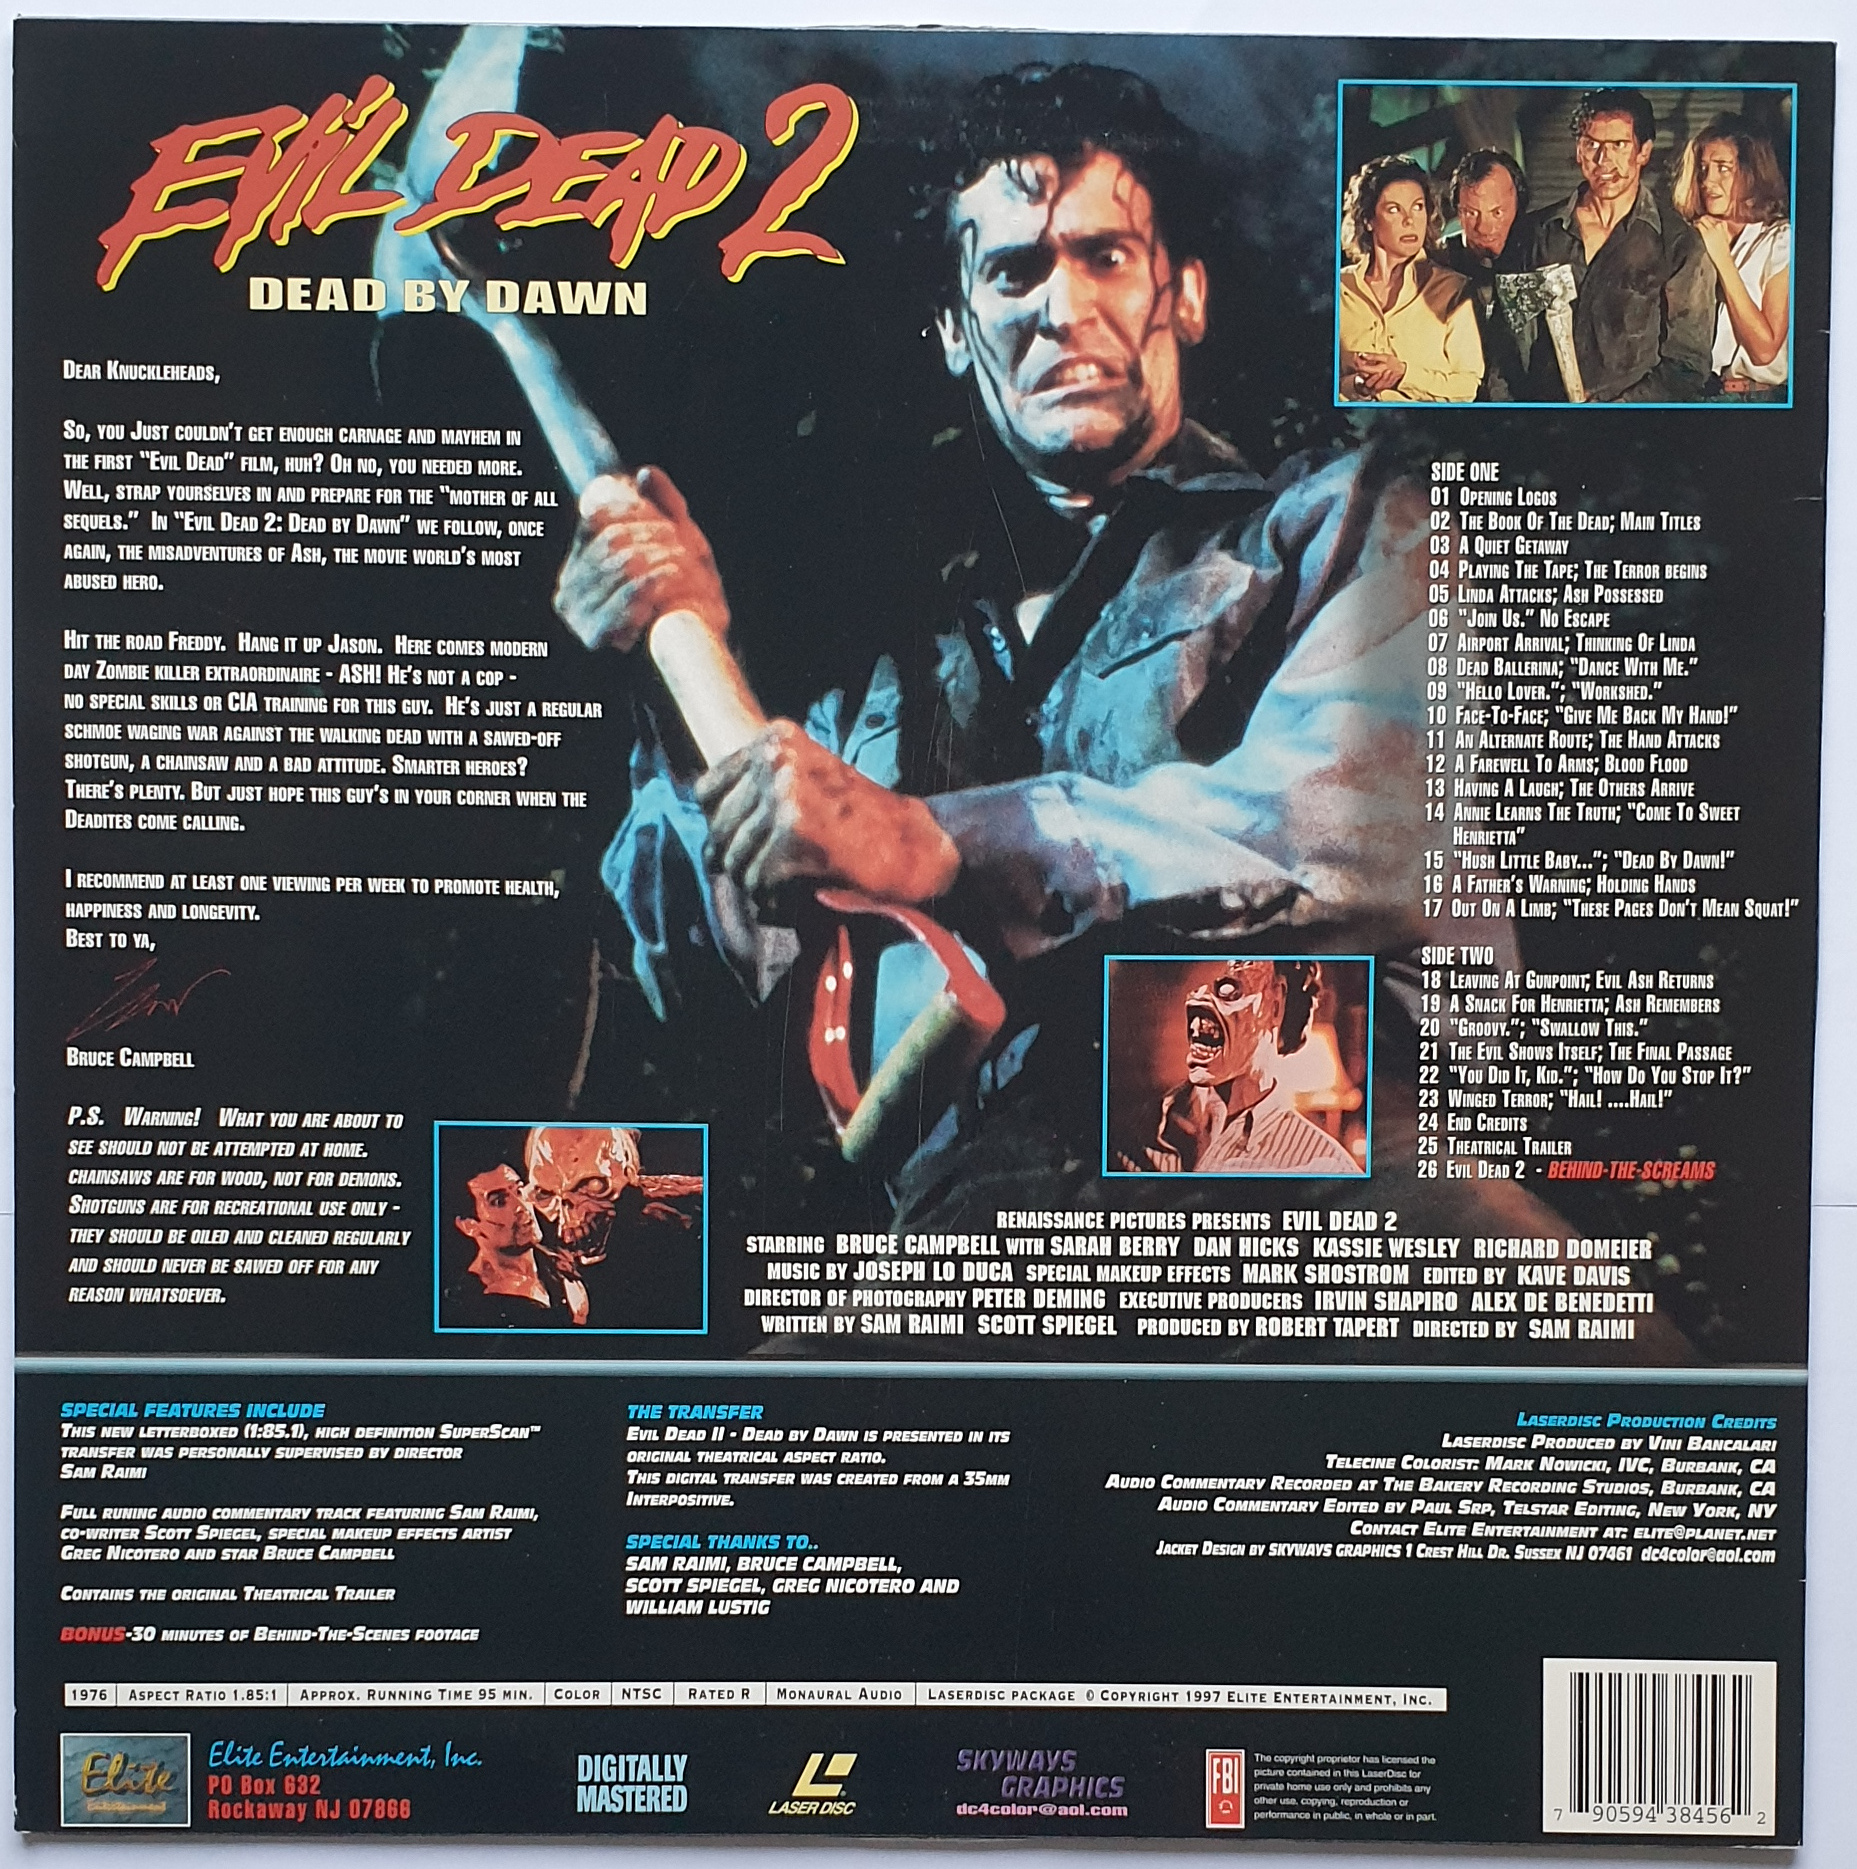 EVIL DEAD 2
DEAD BY DAWN
DEAR KNUCKLEHEADS,
SO, YOU JUST COULDN'T GET ENOUGH CARNAGE AND MAYHEM IN
THE FIRST "EVIL DEAD" FILM, HUH? OH NO, YOU NEEDED MORE.
WELL, STRAP YOURSELVES IN AND PREPARE FOR THE "MOTHER OF ALL
SEQUELS." IN "EVIL DEAD 2: DEAD BY DAWN" WE FOLLOW, ONCE
AGAIN, THE MISADVENTURES OF ASH, THE MOVIE WORLD'S MOST
ABUSED HERO.
HIT THE ROAD FREDDY. HANG IT UP JASON. HERE COMES MODERN
DAY ZOMBIE KILLER EXTRAORDINAIRE - ASH! HE'S NOT A COP -
NO SPECIAL SKILLS OR CIA TRAINING FOR THIS GUY. HE'S JUST A REGULAR
SCHMOE WAGING WAR AGAINST THE WALKING DEAD WITH A SAWED-OFF
SHOTGUN, A CHAINSAW AND A BAD ATTITUDE. SMARTER HEROES?
THERE'S PLENTY. BUT JUST HOPE THIS GUY'S IN YOUR CORNER WHEN THE
DEADITES COME CALLING.
I RECOMMEND AT LEAST ONE VIEWING PER WEEK TO PROMOTE HEALTH,
HAPPINESS AND LONGEVITY.
BEST TO YA,
BRUCE CAMPBELL
P.S. WARNING! WHAT YOU ARE ABOUT TO
SEE SHOULD NOT BE ATTEMPTED AT HOME.
CHAINSAWS ARE FOR WOOD, NOT FOR DEMONS.
SHOTGUNS ARE FOR RECREATIONAL USE ONLY -
THEY SHOULD BE OILED AND CLEANED REGULARLY
AND SHOULD NEVER BE SAWED OFF FOR ANY
REASON WHATSOEVER.
SIDE ONE
01 OPENING LOGOS
02 THE BOOK OF THE DEAD; MAIN TITLES
03 A QUIET GETAWAY
04 PLAYING THE TAPE; THE TERROR BEGINS
05 LINDA ATTACKS; ASH POSSESSED
06 "JOIN US." NO ESCAPE
07 AIRPORT ARRIVAL; THINKING OF LINDA
08 DEAD BALLERINA; "DANCE WITH ME."
09 "HELLO LOVER."; "WORKSHED."
10 FACE-TO-FACE; "GIVE ME BACK MY HAND!"
11 AN ALTERNATE ROUTE; THE HAND ATTACKS
12 A FAREWELL TO ARMS; BLOOD FLOOD
13 HAVING A LAUGH; THE OTHERS ARRIVE
14 ANNIE LEARNS THE TRUTH; "COME TO SWEET
HENRIETTA"
15 "HUSH LITTLE BABY..."; "DEAD BY DAWN!"
16 A FATHER'S WARNING; HOLDING HANDS
17 OUT ON A LIMB; "THESE PAGES DON'T MEAN SQUAT!"
SIDE TWO
18 LEAVING AT GUNPOINT; EVIL ASH RETURNS
19 A SNACK FOR HENRIETTA; ASH REMEMBERS
20 "GROOVY."; "SWALLOW THIS."
21 THE EVIL SHOWS ITSELF; THE FINAL PASSAGE
22 "YOU DID IT, KID."; "HOW DO YOU STOP IT?"
23 WINGED TERROR; "HAIL! ....HAIL!"
24 END CREDITS
25 THEATRICAL TRAILER
26 EVIL DEAD 2 - BEHIND-THE-SCREAMS
RENAISSANCE PICTURES PRESENTS EVIL DEAD 2
STARRING BRUCE CAMPBELL WITH SARAH BERRY DAN HICKS KASSIE WESLEY RICHARD DOMEIER
MUSIC BY JOSEPH LO DUCA SPECIAL MAKEUP EFFECTS MARK SHOSTROM EDITED BY KAVE DAVIS
DIRECTOR OF PHOTOGRAPHY PETER DEMING EXECUTIVE PRODUCERS IRVIN SHAPIRO ALEX DE BENEDETTI
WRITTEN BY SAM RAIMI SCOTT SPIEGEL PRODUCED BY ROBERT TAPERT DIRECTED BY SAM RAIMI
SPECIAL FEATURES INCLUDE
THIS NEW LETTERBOXED (1:85.1), HIGH DEFINITION SUPERSCAN™
TRANSFER WAS PERSONALLY SUPERVISED BY DIRECTOR
SAM RAIMI
FULL RUNING AUDIO COMMENTARY TRACK FEATURING SAM RAIMI,
CO-WRITER SCOTT SPIEGEL, SPECIAL MAKEUP EFFECTS ARTIST
GREG NICOTERO AND STAR BRUCE CAMPBELL
CONTAINS THE ORIGINAL THEATRICAL TRAILER
BONUS-30 MINUTES OF BEHIND-THE-SCENES FOOTAGE
THE TRANSFER
EVIL DEAD II - DEAD BY DAWN IS PRESENTED IN ITS
ORIGINAL THEATRICAL ASPECT RATIO.
THIS DIGITAL TRANSFER WAS CREATED FROM A 35MM
INTERPOSITIVE.
SPECIAL THANKS TO..
SAM RAIMI, BRUCE CAMPBELL,
SCOTT SPIEGEL, GREG NICOTERO AND
WILLIAM LUSTIG
LASERDISC PRODUCTION CREDITS
LASERDISC PRODUCED BY VINI BANCALARI
TELECINE COLORIST: MARK NOWICKI, IVC, BURBANK, CA
AUDIO COMMENTARY RECORDED AT THE BAKERY RECORDING STUDIOS, BURBANK, CA
AUDIO COMMENTARY EDITED BY PAUL SRP, TELSTAR EDITING, NEW YORK, NY
CONTACT ELITE ENTERTAINMENT AT: ELITE@PLANET.NET
JACKET DESIGN BY SKYWAYS GRAPHICS 1 CREST HILL DR. SUSSEX NJ 07461 dc4color@aol.com
1976 ASPECT RATIO 1.85:1 APPROX. RUNNING TIME 95 MIN. COLOR NTSC RATED R MONAURAL AUDIO LASERDISC PACKAGE © COPYRIGHT 1997 ELITE ENTERTAINMENT, INC.
Elite
Entertainment
Elite Entertainment, Inc.
PO Box 632
Rockaway NJ 07866
DIGITALLY
MASTERED
LASER DISC
SKYWAYS
GRAPHICS
dc4color@aol.com
FBI
The copyright proprietor has licensed the
picture contained in this LaserDisc for
private home use only and prohibits any
other use, copying, reproduction or
performance in public, in whole or in part.
7 90594 38456 2